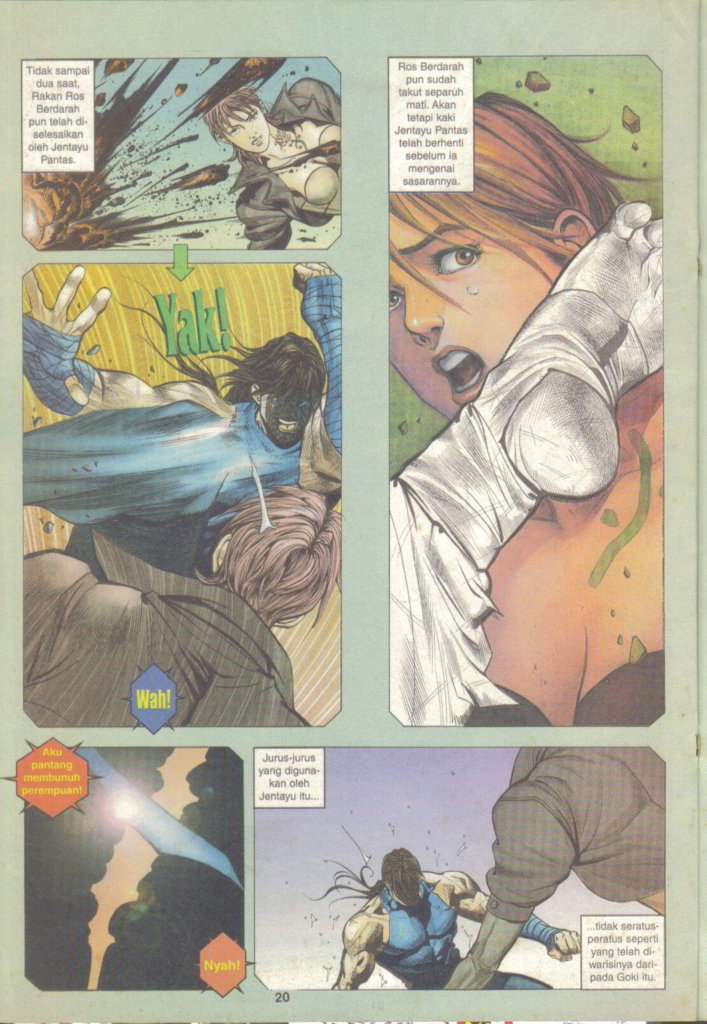 Tidak sampai
dua saat,
Rakan Ros
Berdarah
pun telah di-
selesaikan
oleh Jentayu
Pantas.
Yak!
Wah!
Ros Berdarah
pun sudah
takut separuh
mati. Akan
tetapi kaki
Jentayu Pantas
telah berhenti
sebelum ia
mengenai
sasarannya.
Aku
pantang
membunuh
perempuan!
Nyah!
Jurus-jurus
yang diguna-
kan oleh
Jentayu itu...
...tidak seratus-
peratus seperti
yang telah di-
warisinya dari-
pada Goki itu.
20